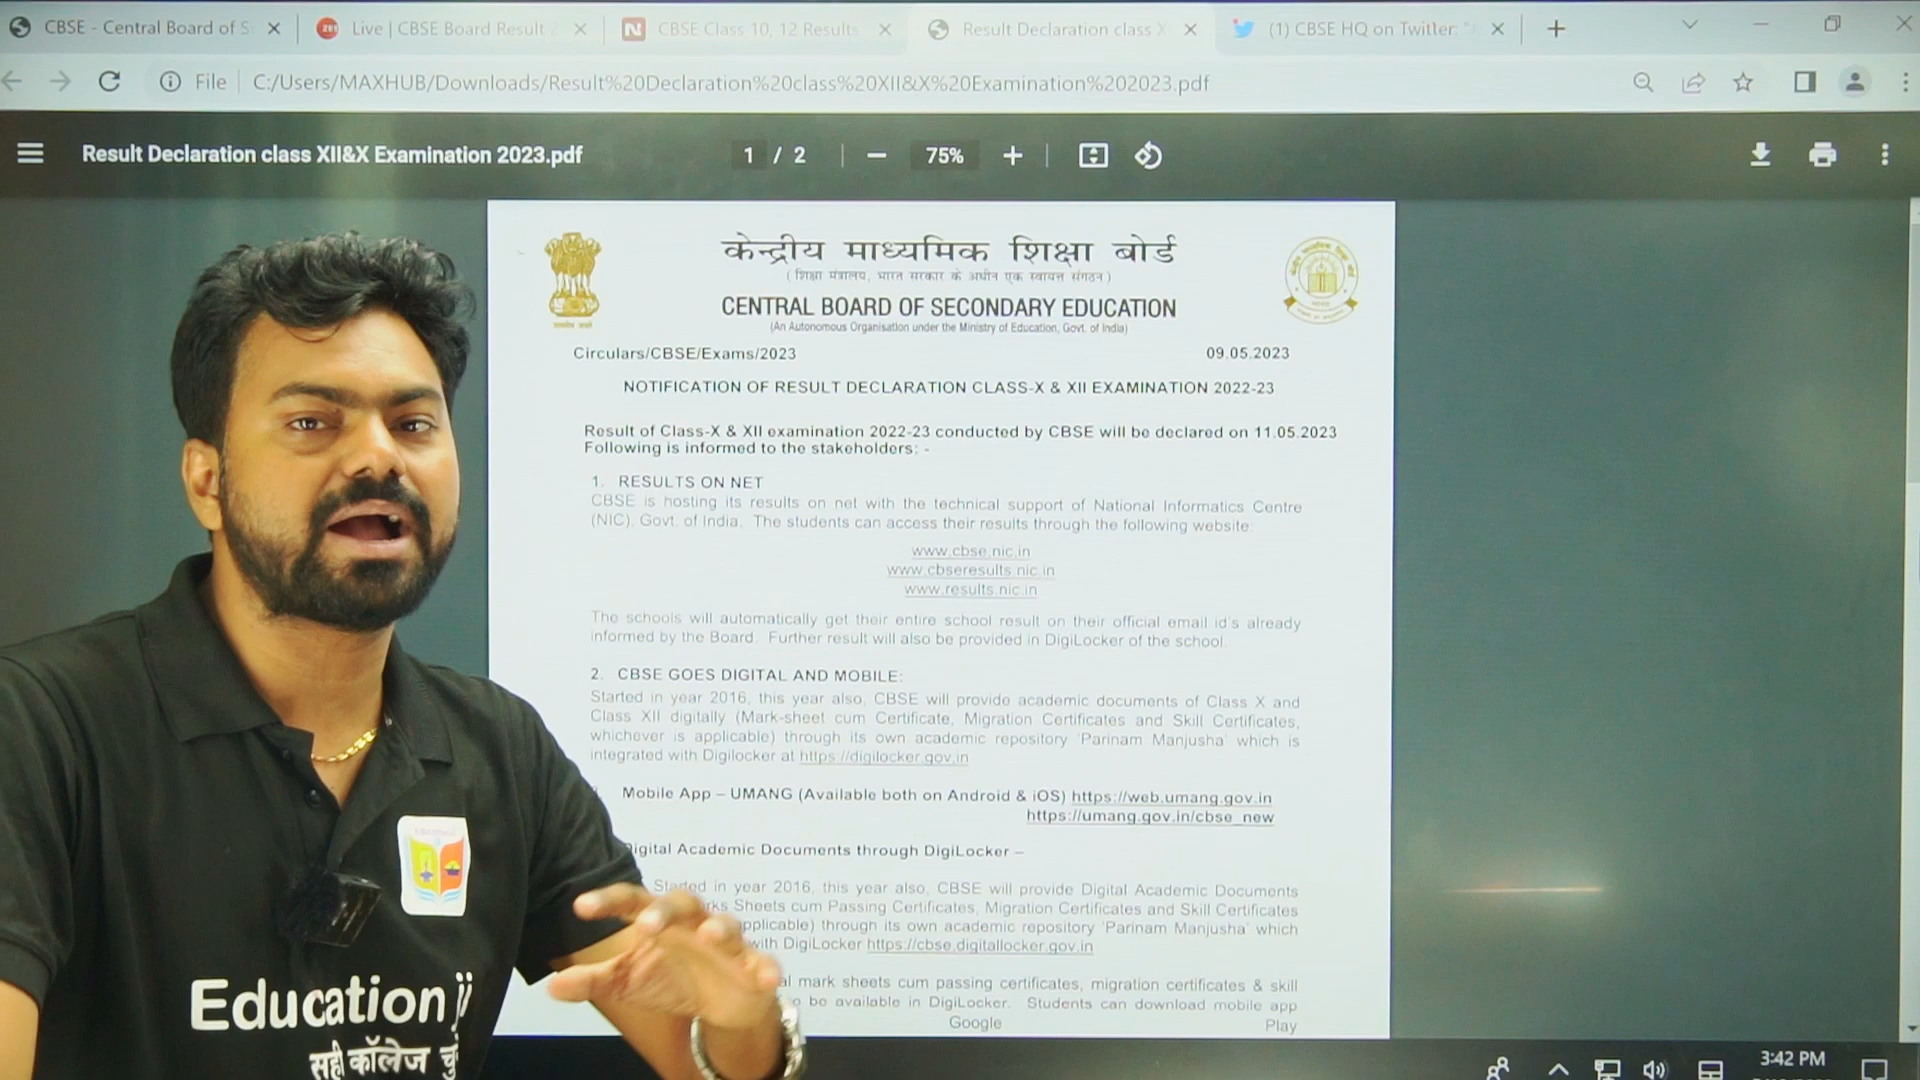 CBSE - Central Board of S
Live | CBSE Board Result 2
CBSE Class 10, 12 Results
Result Declaration class X
(1) CBSE HQ on Twitter: "
File
C:/Users/MAXHUB/Downloads/Result%20Declaration%20class%20XII&X%20Examination%202023.pdf
Result Declaration class XII&X Examination 2023.pdf
1 / 2
75%
केन्द्रीय माध्यमिक शिक्षा बोर्ड
(शिक्षा मंत्रालय, भारत सरकार के अधीन एक स्वायत्त संगठन)
CENTRAL BOARD OF SECONDARY EDUCATION
(An Autonomous Organisation under the Ministry of Education, Govt. of India)
Circulars/CBSE/Exams/2023
09.05.2023
NOTIFICATION OF RESULT DECLARATION CLASS-X & XII EXAMINATION 2022-23
Result of Class-X & XII examination 2022-23 conducted by CBSE will be declared on 11.05.2023
Following is informed to the stakeholders: -
1. RESULTS ON NET
CBSE is hosting its results on net with the technical support of National Informatics Centre
(NIC), Govt. of India. The students can access their results through the following website:
www.cbse.nic.in
www.cbseresults.nic.in
www.results.nic.in
The schools will automatically get their entire school result on their official email id's already
informed by the Board. Further result will also be provided in DigiLocker of the school.
2. CBSE GOES DIGITAL AND MOBILE:
Started in year 2016, this year also, CBSE will provide academic documents of Class X and
Class XII digitally (Mark-sheet cum Certificate, Migration Certificates and Skill Certificates,
whichever is applicable) through its own academic repository 'Parinam Manjusha' which is
integrated with Digilocker at https://digilocker.gov.in
Mobile App – UMANG (Available both on Android & iOS) https://web.umang.gov.in
https://umang.gov.in/cbse_new
igital Academic Documents through DigiLocker –
Started in year 2016, this year also, CBSE will provide Digital Academic Documents
rks Sheets cum Passing Certificates, Migration Certificates and Skill Certificates
applicable) through its own academic repository 'Parinam Manjusha' which
with DigiLocker https://cbse.digitallocker.gov.in
al mark sheets cum passing certificates, migration certificates & skill
o be available in DigiLocker. Students can download mobile app
Google Play
Education ji
सही कॉलेज चु
3:42 PM